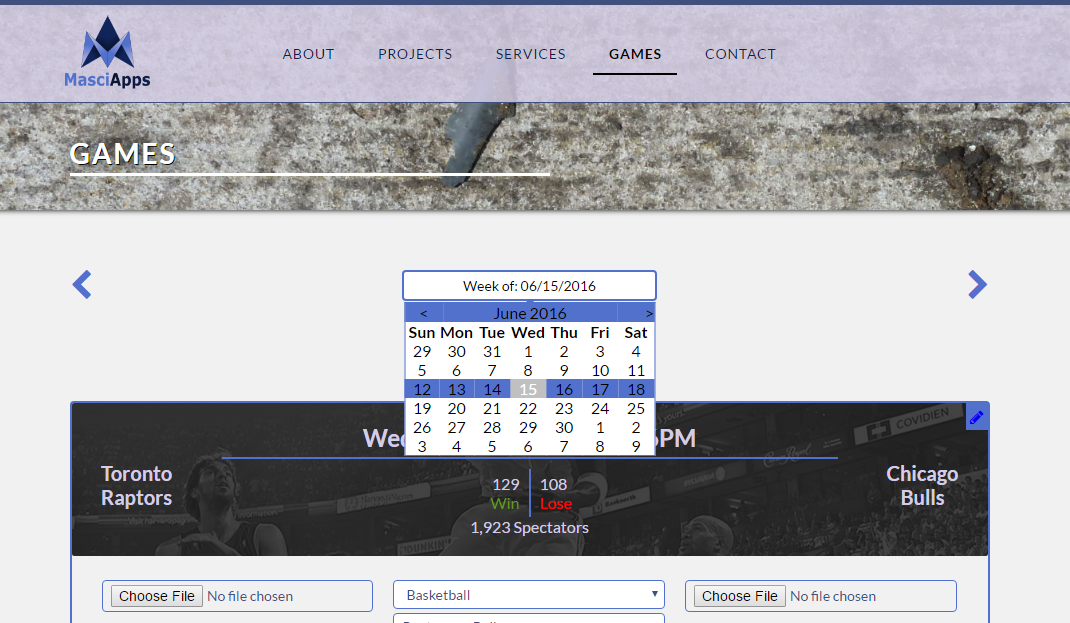 MasciApps
ABOUT PROJECTS SERVICES GAMES CONTACT
GAMES
Week of: 06/15/2016
< June 2016 >
Sun Mon Tue Wed Thu Fri Sat
29 30 31 1 2 3 4
5 6 7 8 9 10 11
12 13 14 15 16 17 18
19 20 21 22 23 24 25
26 27 28 29 30 1 2
3 4 5 6 7 8 9
COVIDIEN
PM
Toronto
Raptors
Chicago
Bulls
129 108
Win Lose
1,923 Spectators
Choose File No file chosen
Basketball
Choose File No file chosen